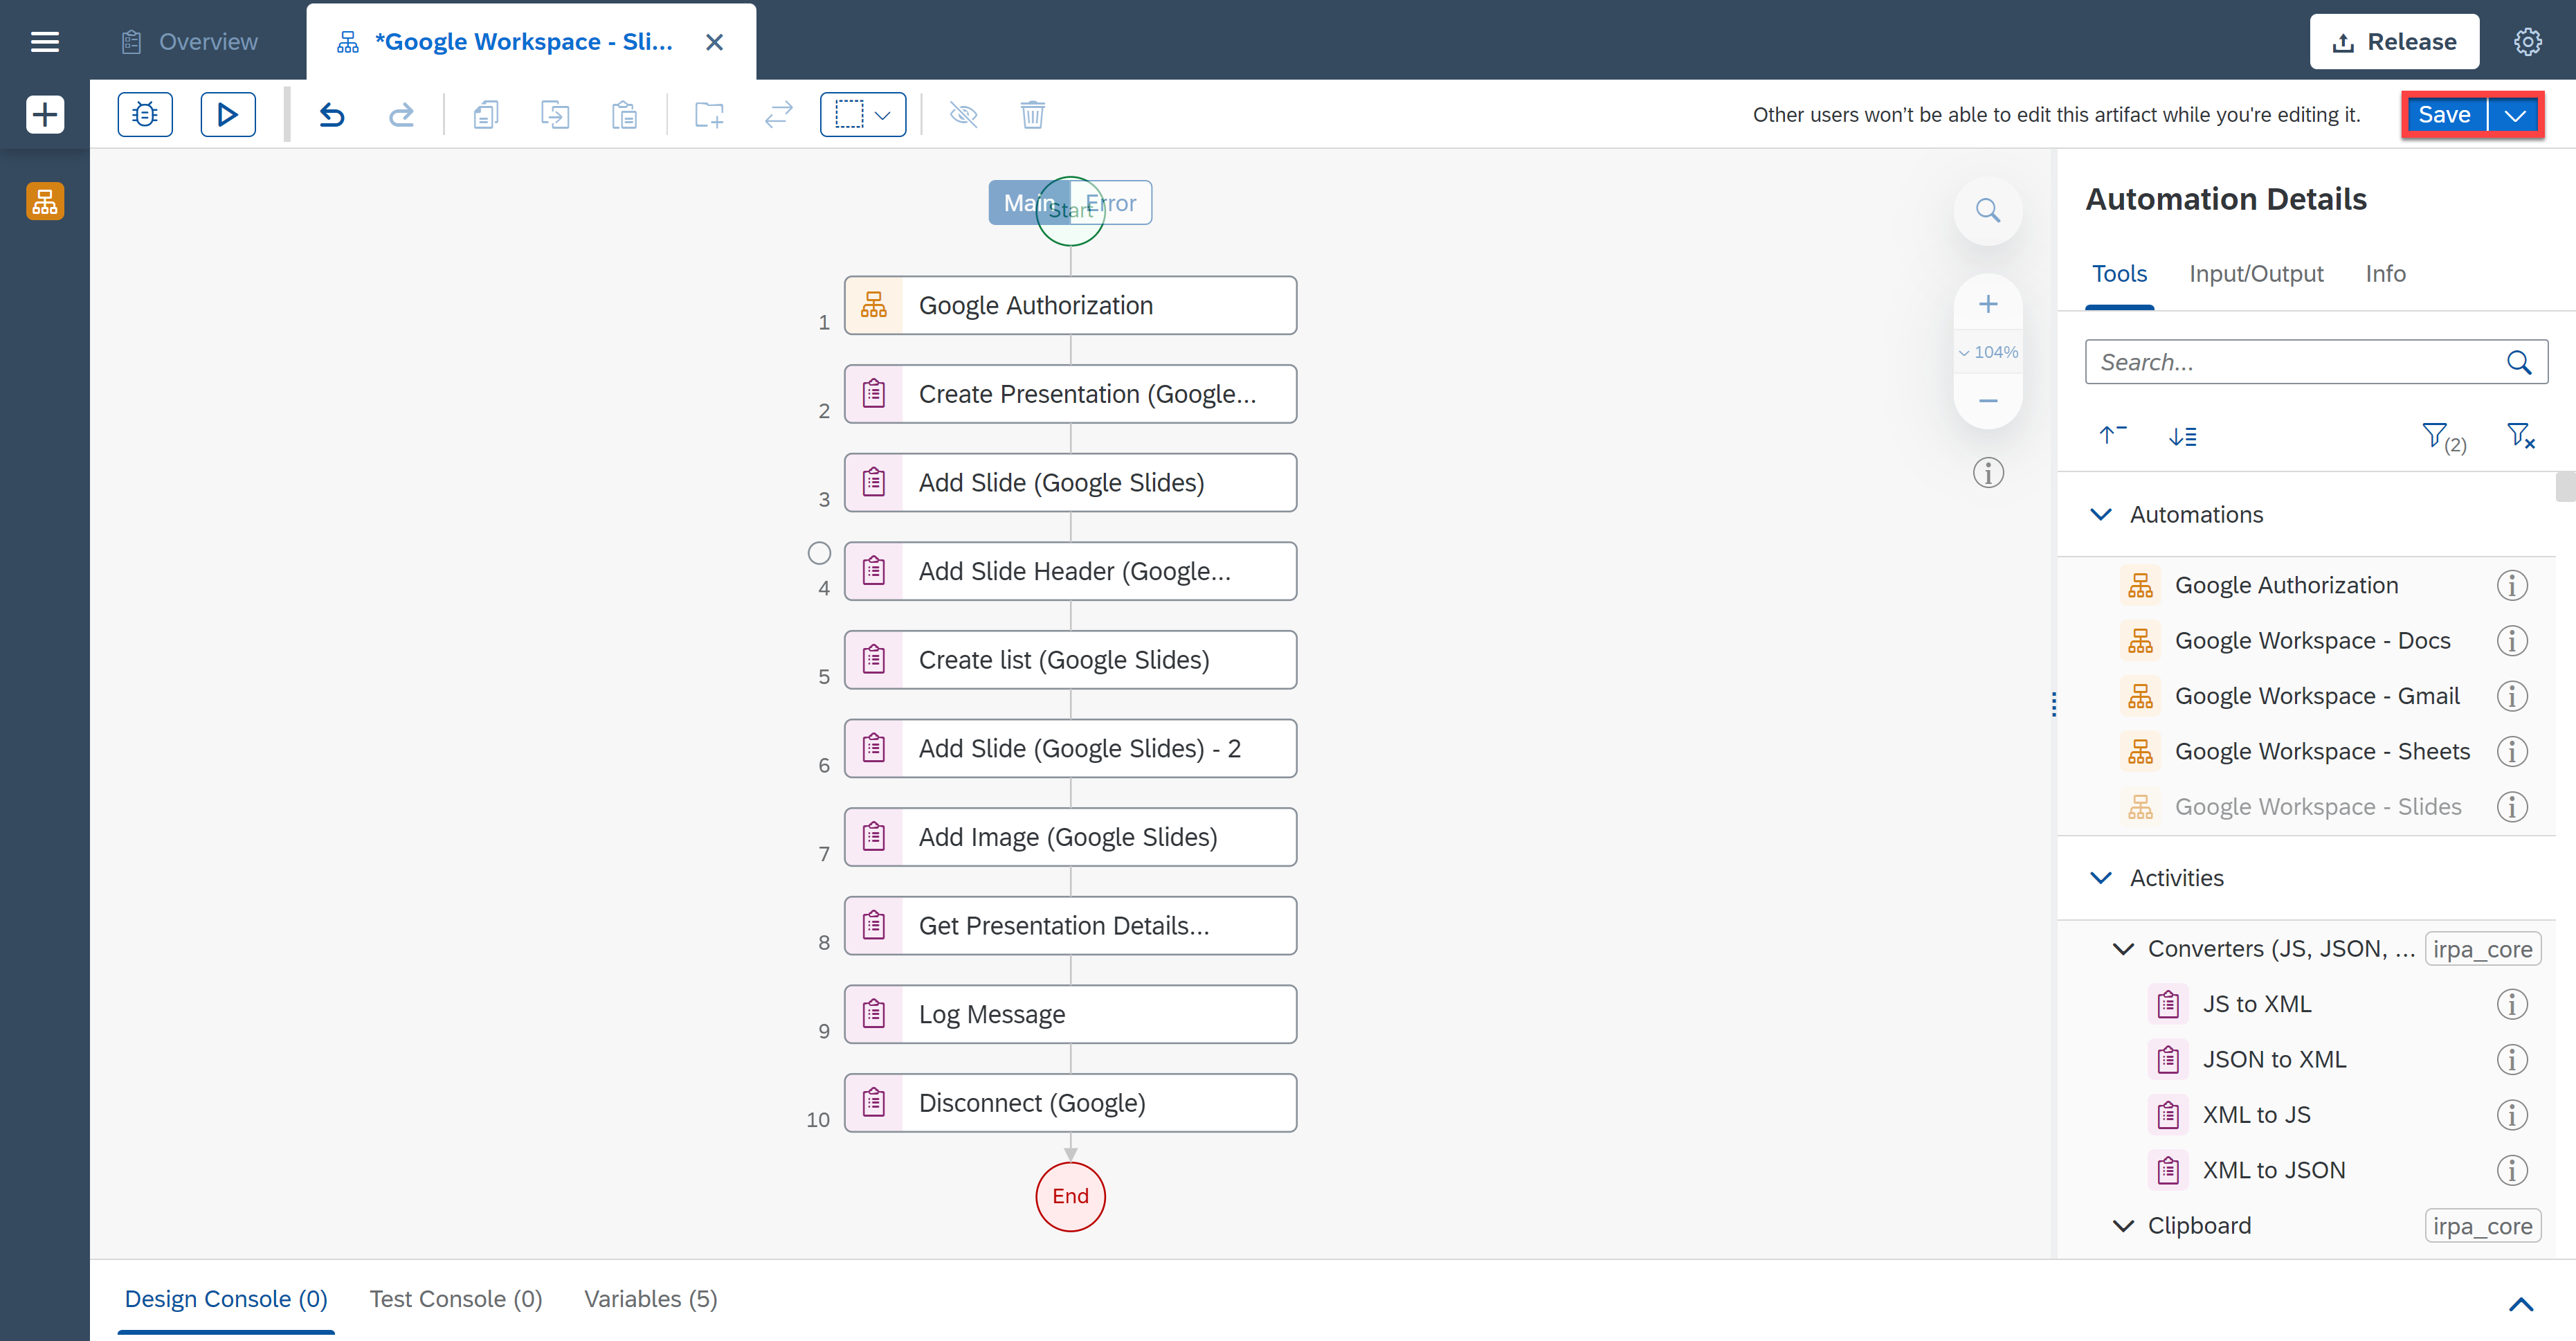 Overview
*Google Workspace - Sli...
Release
Other users won't be able to edit this artifact while you're editing it.
Save
Main
Error
Start
1
Google Authorization
2
Create Presentation (Google...
3
Add Slide (Google Slides)
4
Add Slide Header (Google...
5
Create list (Google Slides)
6
Add Slide (Google Slides) - 2
7
Add Image (Google Slides)
8
Get Presentation Details...
9
Log Message
10
Disconnect (Google)
End
104%
Automation Details
Tools
Input/Output
Info
Search...
(2)
Automations
Google Authorization
Google Workspace - Docs
Google Workspace - Gmail
Google Workspace - Sheets
Google Workspace - Slides
Activities
Converters (JS, JSON, ...
irpa_core
JS to XML
JSON to XML
XML to JS
XML to JSON
Clipboard
irpa_core
Design Console (0)
Test Console (0)
Variables (5)